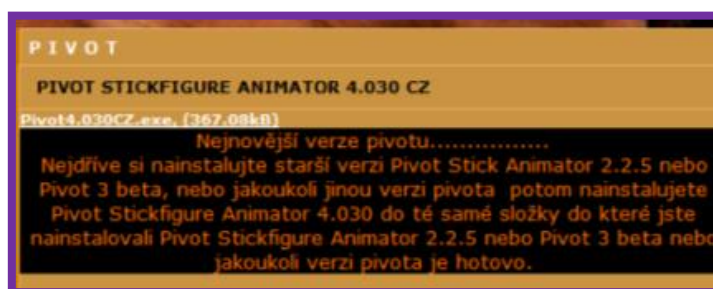 PIVOT
PIVOT STICKFIGURE ANIMATOR 4.030 CZ
Pivot4.030CZ.exe, (367.08kB)
Nejnovější verze pivotu................
Nejdříve si nainstalujte starší verzi Pivot Stick Animator 2.2.5 nebo
Pivot 3 beta, nebo jakoukoli jinou verzi pivota potom nainstalujete
Pivot Stickfigure Animator 4.030 do té samé složky do které jste
nainstalovali Pivot Stickfigure Animator 2.2.5 nebo Pivot 3 beta nebo
jakoukoli verzi pivota je hotovo.